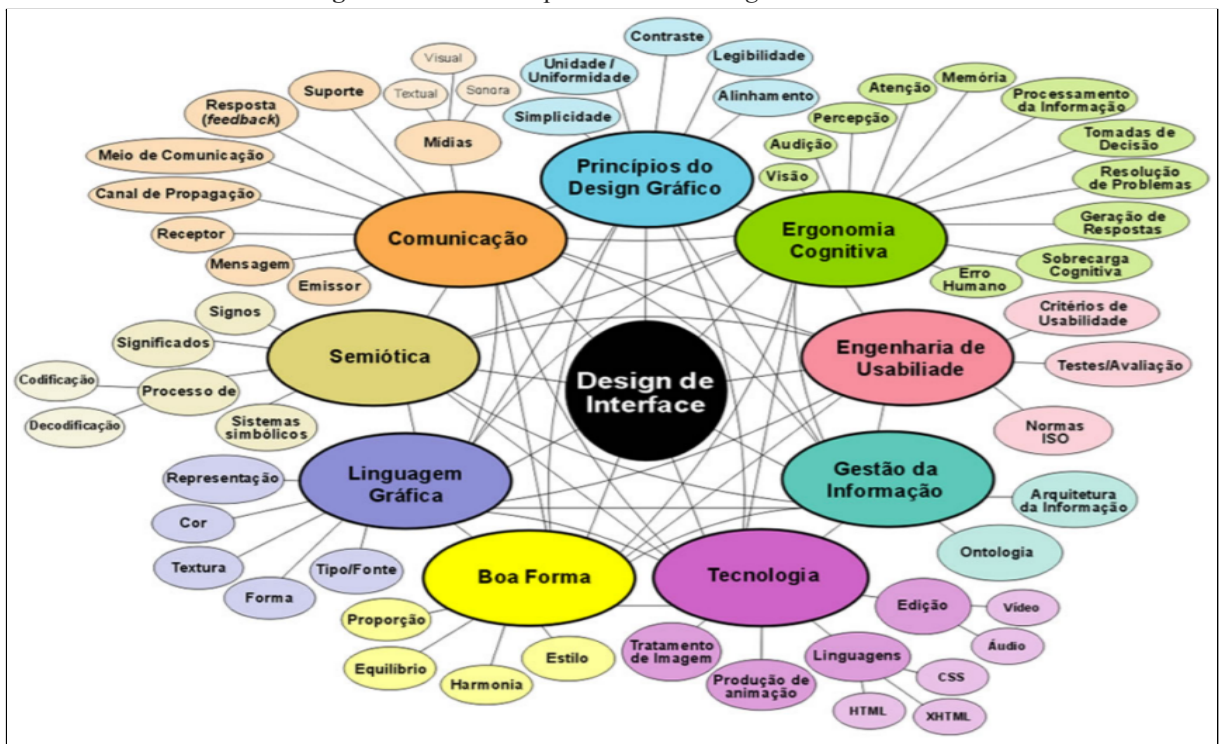 Contraste
Legibilidade
Unidade /
Uniformidade
Alinhamento
Simplicidade
Princípios do
Design Gráfico
Visual
Textual
Sonora
Mídias
Suporte
Resposta
(feedback)
Meio de Comunicação
Canal de Propagação
Receptor
Mensagem
Emissor
Comunicação
Atenção
Memória
Processamento
da Informação
Percepção
Audição
Visão
Tomadas de
Decisão
Resolução
de Problemas
Geração de
Respostas
Sobrecarga
Cognitiva
Erro
Humano
Ergonomia
Cognitiva
Signos
Significados
Codificação
Processo de
Decodificação
Sistemas
simbólicos
Semiótica
Design de
Interface
Engenharia de
Usabiliade
Critérios de
Usabilidade
Testes/Avaliação
Normas
ISO
Linguagem
Gráfica
Representação
Cor
Textura
Forma
Tipo/Fonte
Gestão da
Informação
Arquitetura
da Informação
Ontologia
Boa Forma
Proporção
Equilíbrio
Harmonia
Estilo
Tecnologia
Tratamento
de Imagem
Produção de
animação
Linguagens
HTML
XHTML
CSS
Edição
Vídeo
Áudio